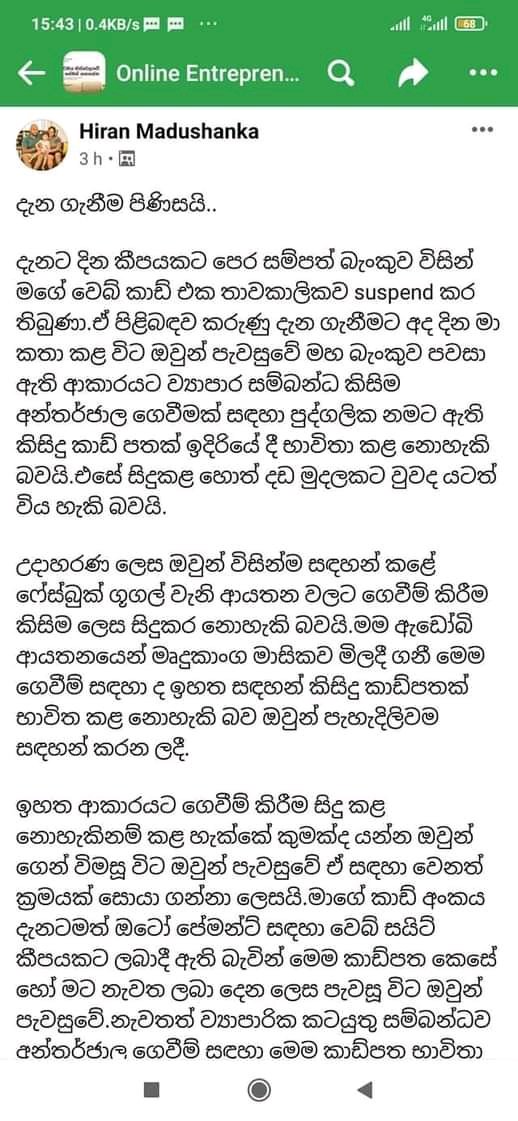 15:43 | 0.4KB/s
4G
68
Online Entrepren...
Hiran Madushanka
3 h
දැන ගැනීම පිණිසයි..
දැනට දින කීපයකට පෙර සම්පත් බැංකුව විසින්
මගේ වෙබ් කාඩ් එක තාවකාලිකව suspend කර
තිබුණා.ඒ පිළිබඳව කරුණු දැන ගැනීමට අද දින මා
කතා කළ විට ඔවුන් පැවසුවේ මහ බැංකුව පවසා
ඇති ආකාරයට ව්‍යාපාර සම්බන්ධ කිසිම
අන්තර්ජාල ගෙවීමක් සඳහා පුද්ගලික නමට ඇති
කිසිදු කාඩ් පතක් ඉදිරියේ දී භාවිතා කළ නොහැකි
බවයි.එසේ සිදුකළ හොත් දඩ මුදලකට වුවද යටත්
විය හැකි බවයි.
උදාහරණ ලෙස ඔවුන් විසින්ම සඳහන් කළේ
ෆේස්බුක් ගූගල් වැනි ආයතන වලට ගෙවීම් කිරීම
කිසිම ලෙස සිදුකර නොහැකි බවයි.මම ඇඩෝබි
ආයතනයෙන් මෘදුකාංග මාසිකව මිලදී ගනී මෙම
ගෙවීම් සඳහා ද ඉහත සඳහන් කිසිදු කාඩ්පතක්
භාවිත කළ නොහැකි බව ඔවුන් පැහැදිලිවම
සඳහන් කරන ලදී.
ඉහත ආකාරයට ගෙවීම් කිරීම සිදු කළ
නොහැකිනම් කළ හැක්කේ කුමක්ද යන්න ඔවුන්
ගෙන් විමසූ විට ඔවුන් පැවසුවේ ඒ සඳහා වෙනත්
ක්‍රමයක් සොයා ගන්නා ලෙසයි.මාගේ කාඩ් අංකය
දැනටමත් ඔටෝ පේමන්ට් සඳහා වෙබ් සයිට්
කීපයකට ලබාදී ඇති බැවින් මෙම කාඩ්පත කෙසේ
හෝ මට නැවත ලබා දෙන ලෙස පැවසූ විට ඔවුන්
පැවසුවේ.නැවතත් ව්‍යාපාරික කටයුතු සම්බන්ධව
අන්තර්ජාල ගෙවීම් සඳහා මෙම කාඩ්පත භාවිතා